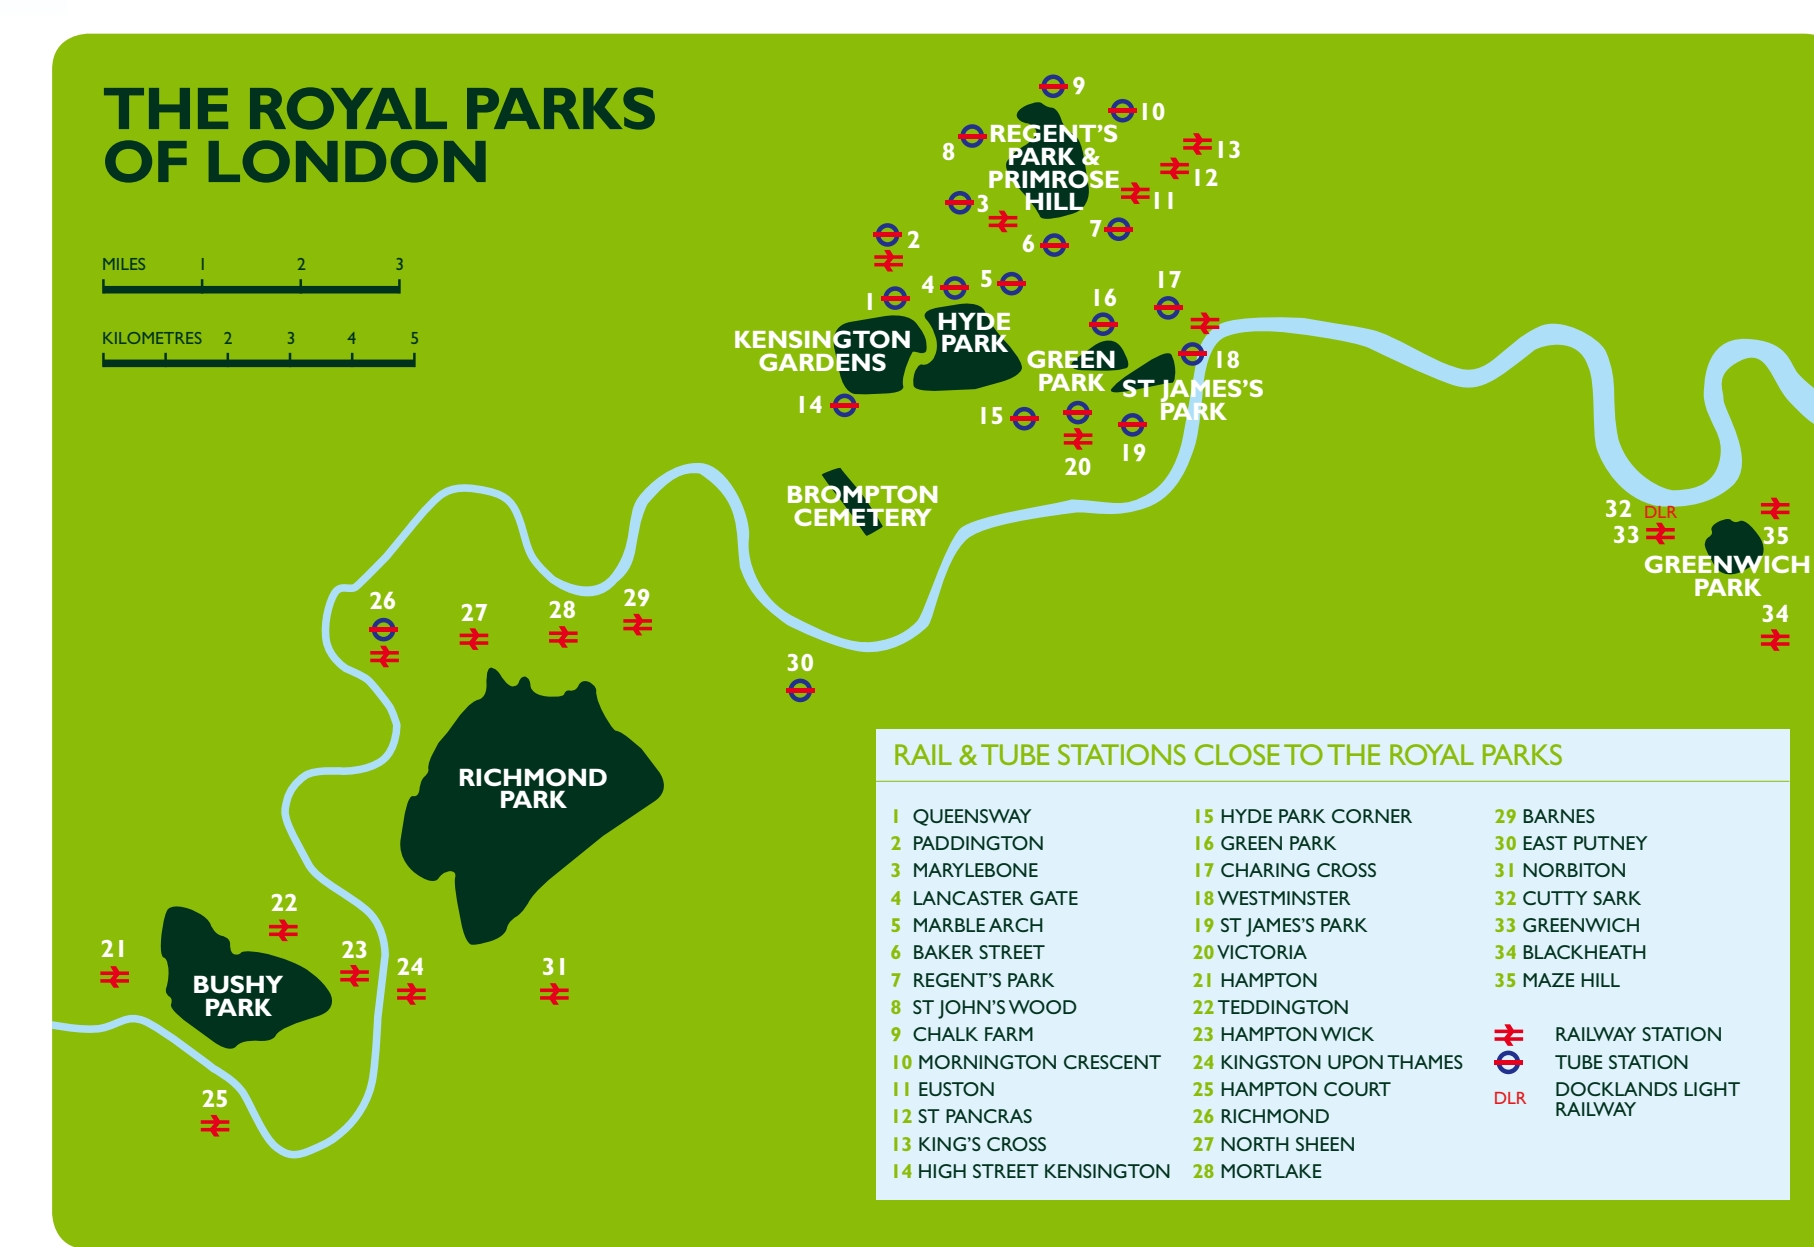 THE ROYAL PARKS
OF LONDON
MILES 1 2 3
KILOMETRES 2 3 4 5
9
10
8
REGENT'S
PARK &
PRIMROSE
HILL
13
12
11
3
7
2
6
5
4
1
17
16
HYDE
PARK
KENSINGTON
GARDENS
GREEN
PARK
18
ST JAMES'S
PARK
14
15
19
20
BROMPTON
CEMETERY
32 DLR
33
35
GREENWICH
PARK
34
26
27
28
29
30
RICHMOND
PARK
22
21
23
24
31
BUSHY
PARK
25
RAIL & TUBE STATIONS CLOSE TO THE ROYAL PARKS
1 QUEENSWAY
2 PADDINGTON
3 MARYLEBONE
4 LANCASTER GATE
5 MARBLE ARCH
6 BAKER STREET
7 REGENT'S PARK
8 ST JOHN'S WOOD
9 CHALK FARM
10 MORNINGTON CRESCENT
11 EUSTON
12 ST PANCRAS
13 KING'S CROSS
14 HIGH STREET KENSINGTON
15 HYDE PARK CORNER
16 GREEN PARK
17 CHARING CROSS
18 WESTMINSTER
19 ST JAMES'S PARK
20 VICTORIA
21 HAMPTON
22 TEDDINGTON
23 HAMPTON WICK
24 KINGSTON UPON THAMES
25 HAMPTON COURT
26 RICHMOND
27 NORTH SHEEN
28 MORTLAKE
29 BARNES
30 EAST PUTNEY
31 NORBITON
32 CUTTY SARK
33 GREENWICH
34 BLACKHEATH
35 MAZE HILL
RAILWAY STATION
TUBE STATION
DLR DOCKLANDS LIGHT
RAILWAY